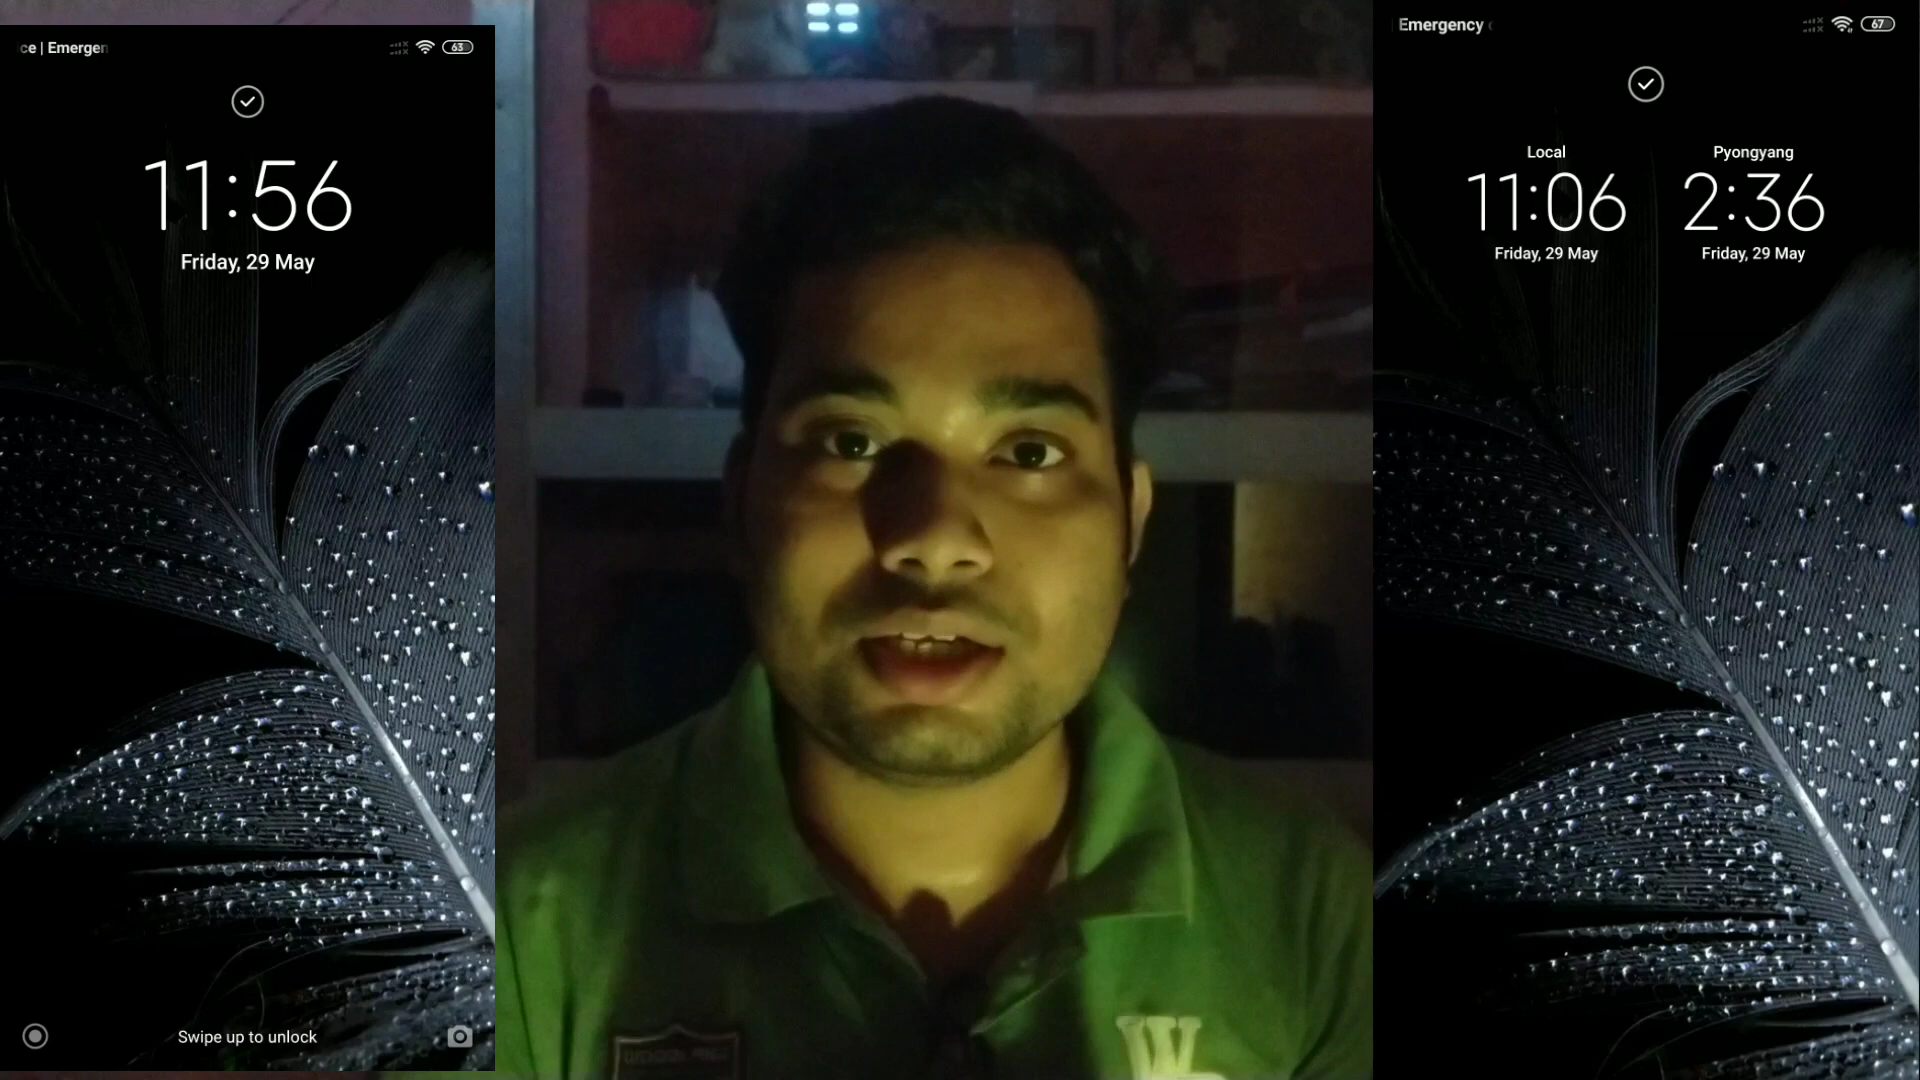 ce | Emergen
63
11:56
Friday, 29 May
Swipe up to unlock
W
Emergency
67
Local
11:06
Friday, 29 May
Pyongyang
2:36
Friday, 29 May